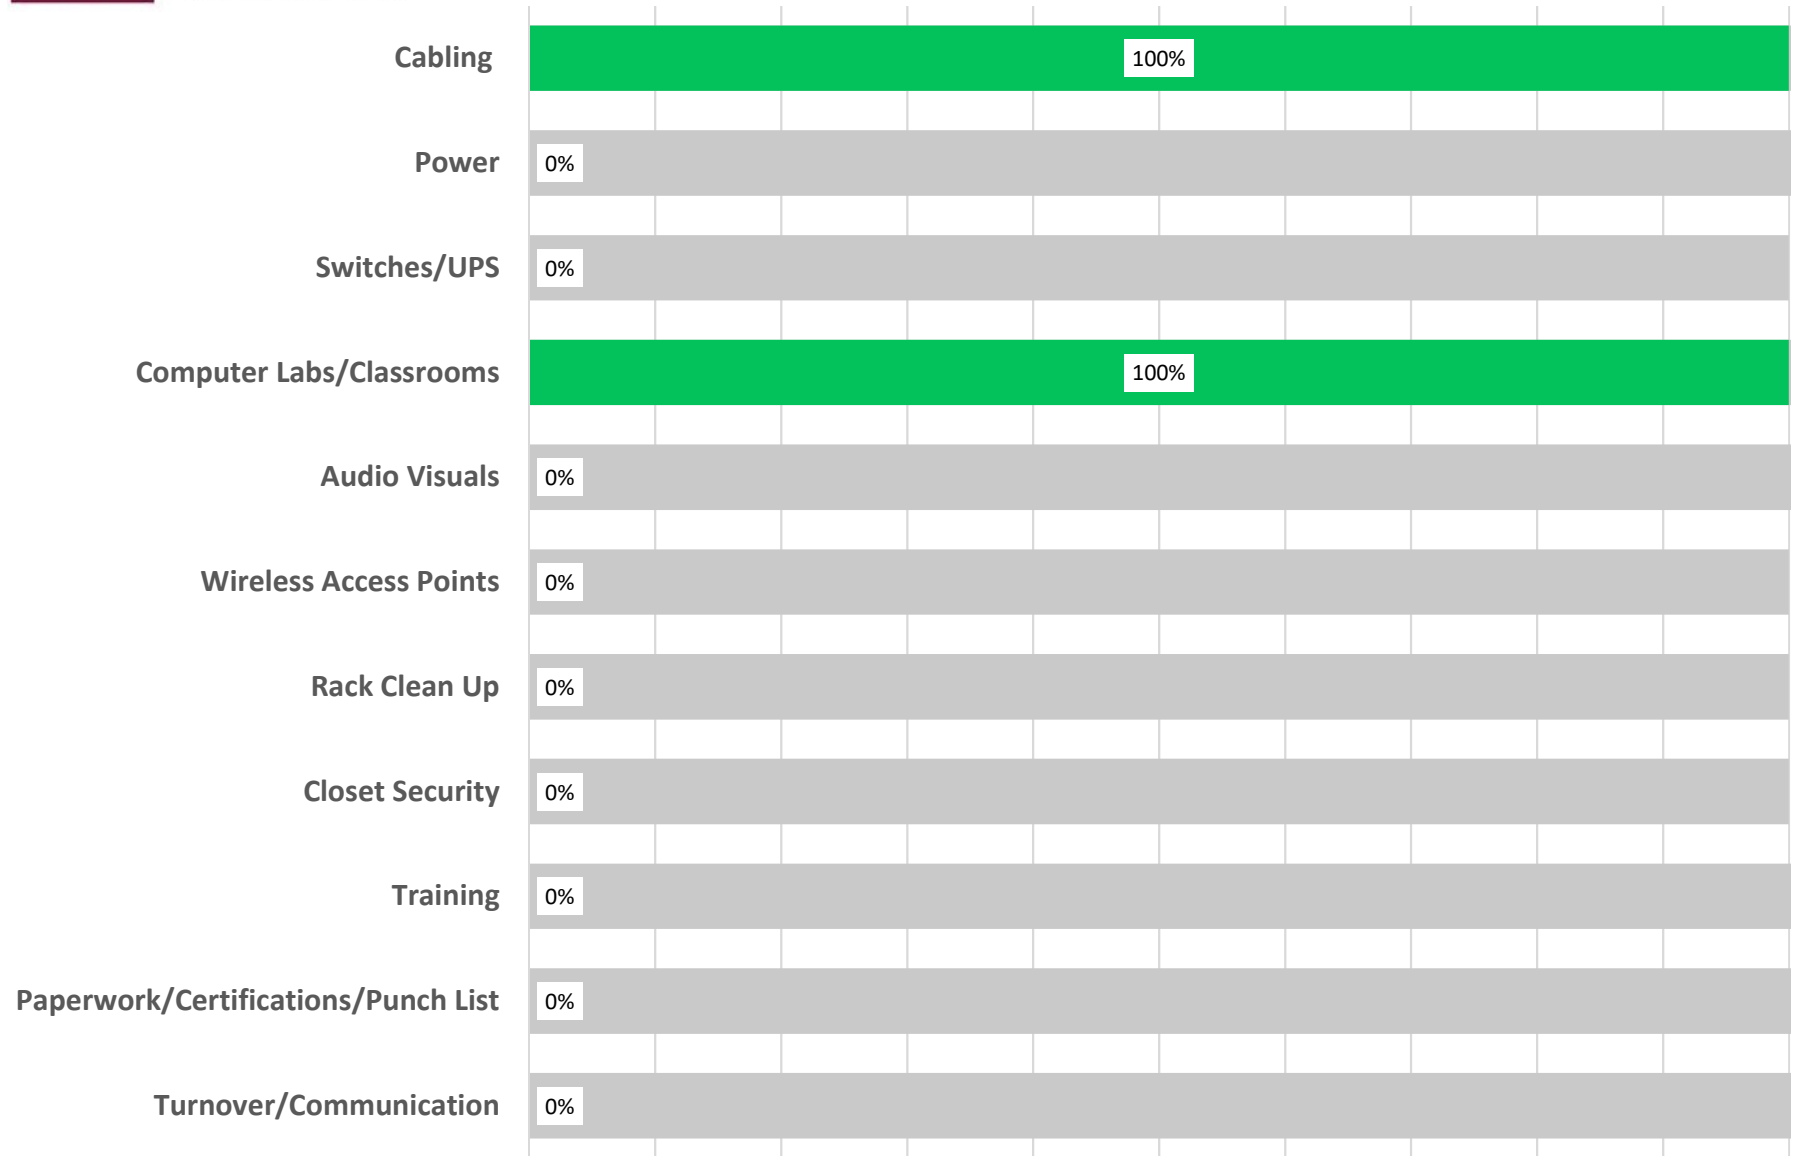 Cabling 100%
Power 0%
Switches/UPS 0%
Computer Labs/Classrooms 100%
Audio Visuals 0%
Wireless Access Points 0%
Rack Clean Up 0%
Closet Security 0%
Training 0%
Paperwork/Certifications/Punch List 0%
Turnover/Communication 0%